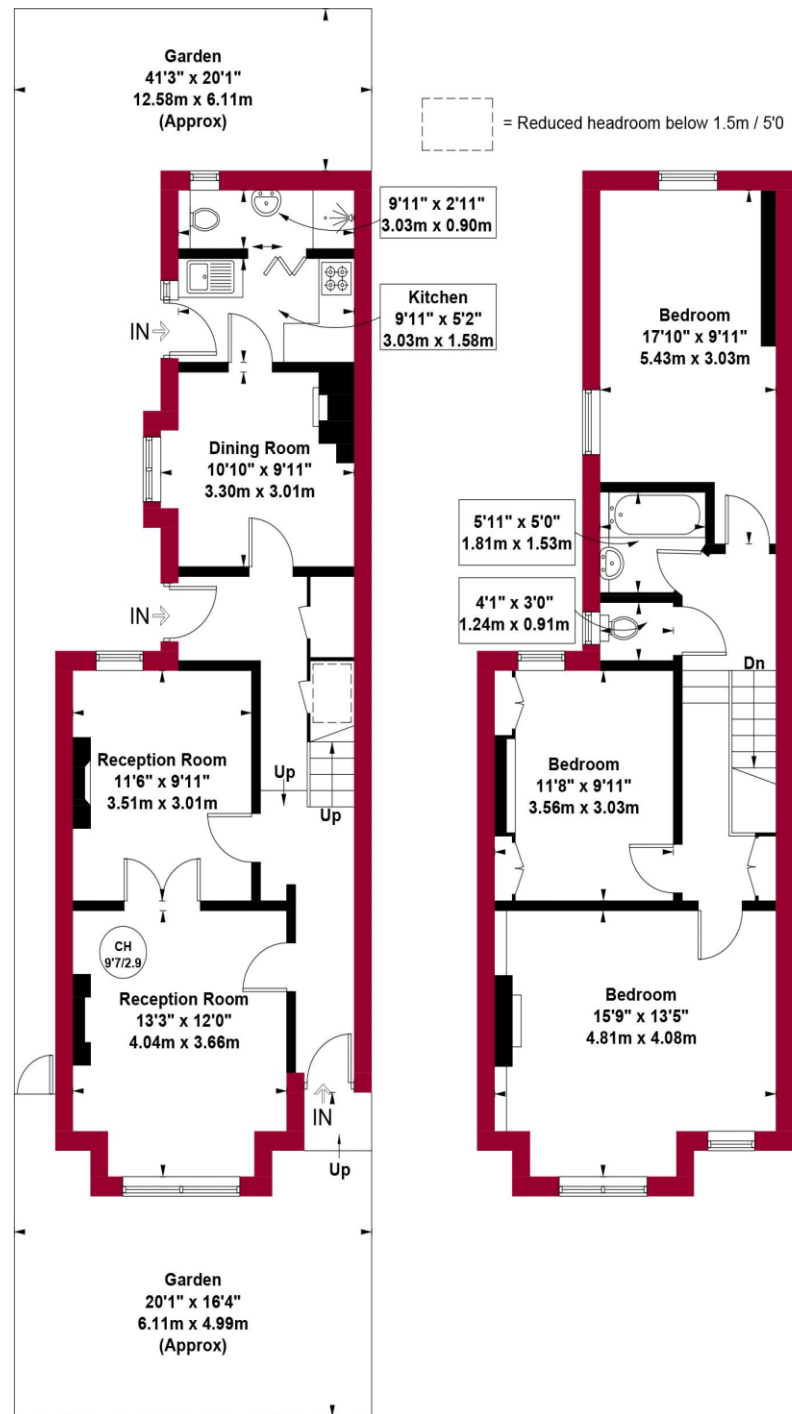 Garden
41'3" x 20'1"
12.58m x 6.11m
(Approx)
= Reduced headroom below 1.5m / 5'0
9'11" x 2'11"
3.03m x 0.90m
Kitchen
9'11" x 5'2"
3.03m x 1.58m
IN
Dining Room
10'10" x 9'11"
3.30m x 3.01m
IN
Reception Room
11'6" x 9'11"
3.51m x 3.01m
Up
Up
CH
9'7/2.9
Reception Room
13'3" x 12'0"
4.04m x 3.66m
IN
Up
Garden
20'1" x 16'4"
6.11m x 4.99m
(Approx)
Bedroom
17'10" x 9'11"
5.43m x 3.03m
5'11" x 5'0"
1.81m x 1.53m
4'1" x 3'0"
1.24m x 0.91m
Dn
Bedroom
11'8" x 9'11"
3.56m x 3.03m
Bedroom
15'9" x 13'5"
4.81m x 4.08m